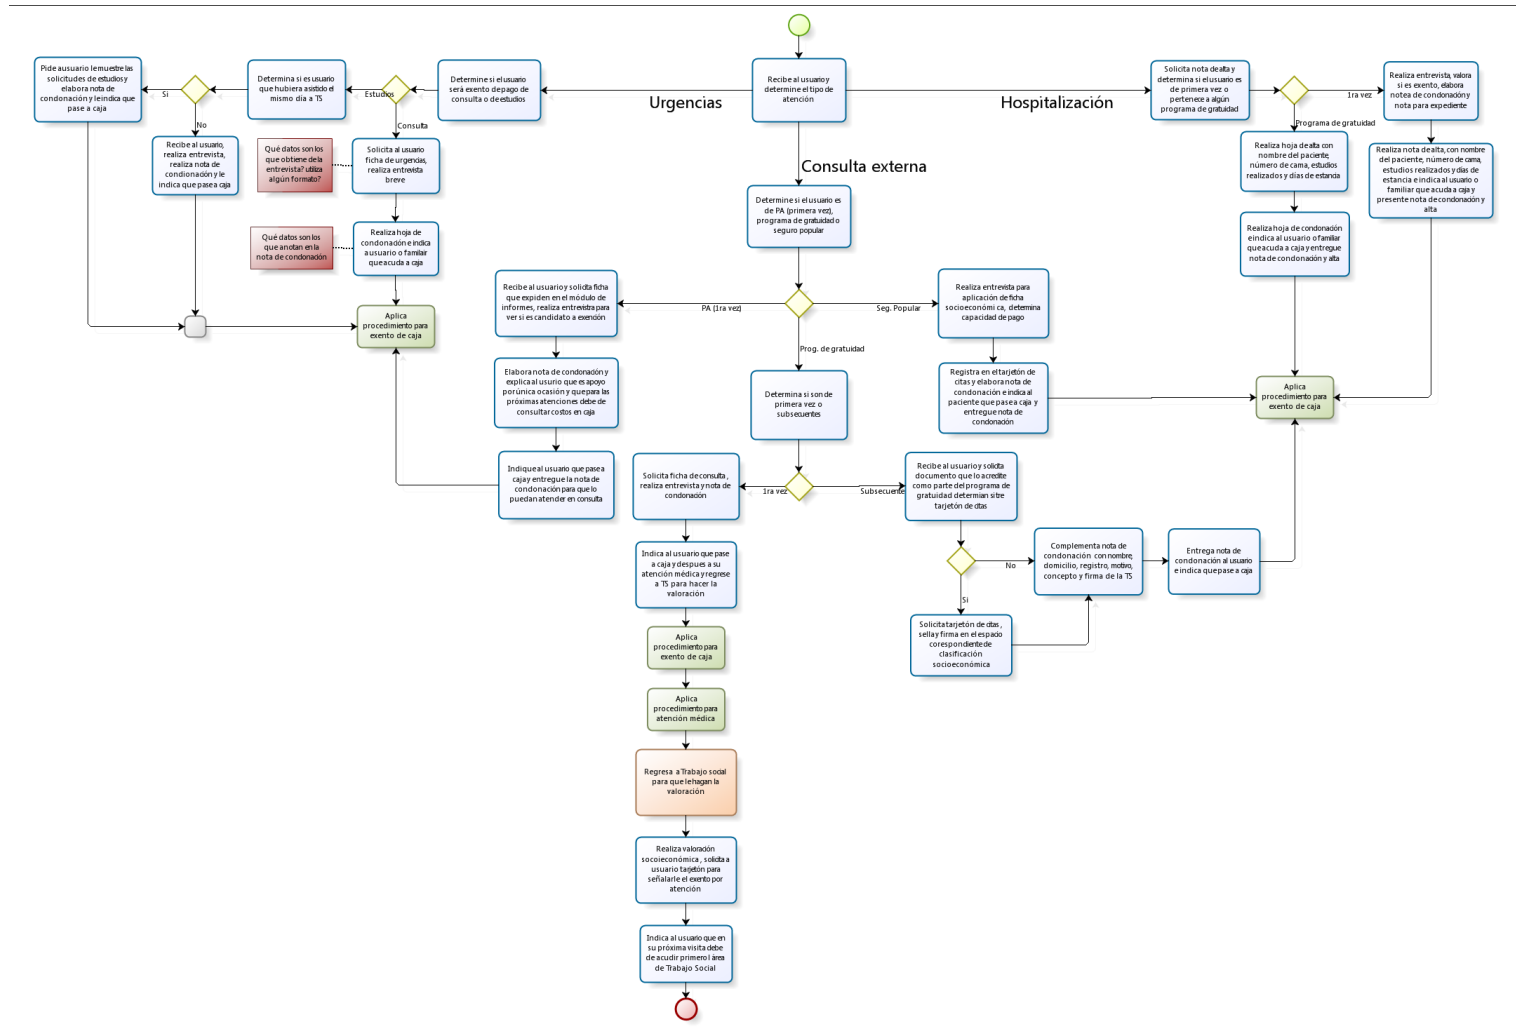 Recibe al usuario y
determine el tipo de
atención
Urgencias
Hospitalización
Consulta externa
Determine si el usuario
será exento de pago de
consulta o de estudios
Estudios
Consulta
Determina si es usuario
que hubiera asistido el
mismo día a TS
Si
No
Pide a usuario le muestre las
solicitudes de estudios y
elabora nota de
condonación y le indica que
pase a caja
Recibe al usuario,
realiza entrevista,
realiza nota de
condionación y le
indica que pase a caja
Qué datos son los
que obtiene de la
entrevista? utiliza
algún formato?
Solicita al usuario
ficha de urgencias,
realiza entrevista
breve
Qué datos son los
que anotan en la
nota de condonación
Realiza hoja de
condonación e indica
a usuario o familair
que acuda a caja
Aplica
procedimiento para
exento de caja
Solicita nota de alta y
determina si el usuario es
de primera vez o
pertenece a algún
programa de gratuidad
1ra vez
Programa de gratuidad
Realiza entrevista, valora
si es exento, elabora
notea de condonación y
nota para expediente
Realiza hoja de alta con
nombre del paciente,
número de cama, estudios
realizados y días de estancia
Realiza nota de alta, con nombre
del paciente, número de cama,
estudios realizados y días de
estancia e indica al usuario o
familiar que acuda a caja y
presente nota de condonación y
alta
Realiza hoja de condonación
e indica al usuario o familiar
que acuda a caja y entregue
nota de condonación y alta
Aplica
procedimiento para
exento de caja
Determine si el usuario es
de PA (primera vez),
programa de gratuidad o
seguro popular
PA (1ra vez)
Seg. Popular
Prog. de gratuidad
Recibe al usuario y solicita ficha
que expiden en el módulo de
informes, realiza entrevistra para
ver si es candidato a exención
Elabora nota de condonación y
explica al usurio que es apoyo
por única ocasión y que para las
próximas atenciones debe de
consultar costos en caja
Indique al usuario que pase a
caja y entregue la nota de
condonación para que lo
puedan atender en consulta
Realiza entrevista para
aplicación de ficha
socioeconómica, determina
capacidad de pago
Registra en el tarjetón de
citas y elabora nota de
condonación e indica al
paciente que pase a caja y
entregue nota de
condonación
Determina si son de
primera vez o
subsecuentes
1ra vez
Subsecuente
Solicita ficha de consulta,
realiza entrevista y nota de
condonación
Indica al usuario que pase
a caja y despues a su
atención médica y regrese
a TS para hacer la
valoración
Aplica
procedimiento para
exento de caja
Aplica
procedimiento para
atención médica
Regresa a Trabajo social
para que le hagan la
valoración
Realiza valoración
socoieconómica, solicita a
usuario tarjetón para
señalarle el exento por
atención
Indica al usuario que en
su próxima visita debe
de acudir primero l área
de Trabajo Social
Recibe al usuario y solicita
documento que lo acredite
como parte del programa de
gratuidad determian si tre
tarjetón de citas
No
Si
Solicita tarjetón de citas,
sella y firma en el espacio
corespondiente de
clasificación
socioeconómica
Complementa nota de
condonación con nombre,
domicilio, registro, motivo,
concepto y firma de la TS
Entrega nota de
condonación al usuario
e indica que pase a caja